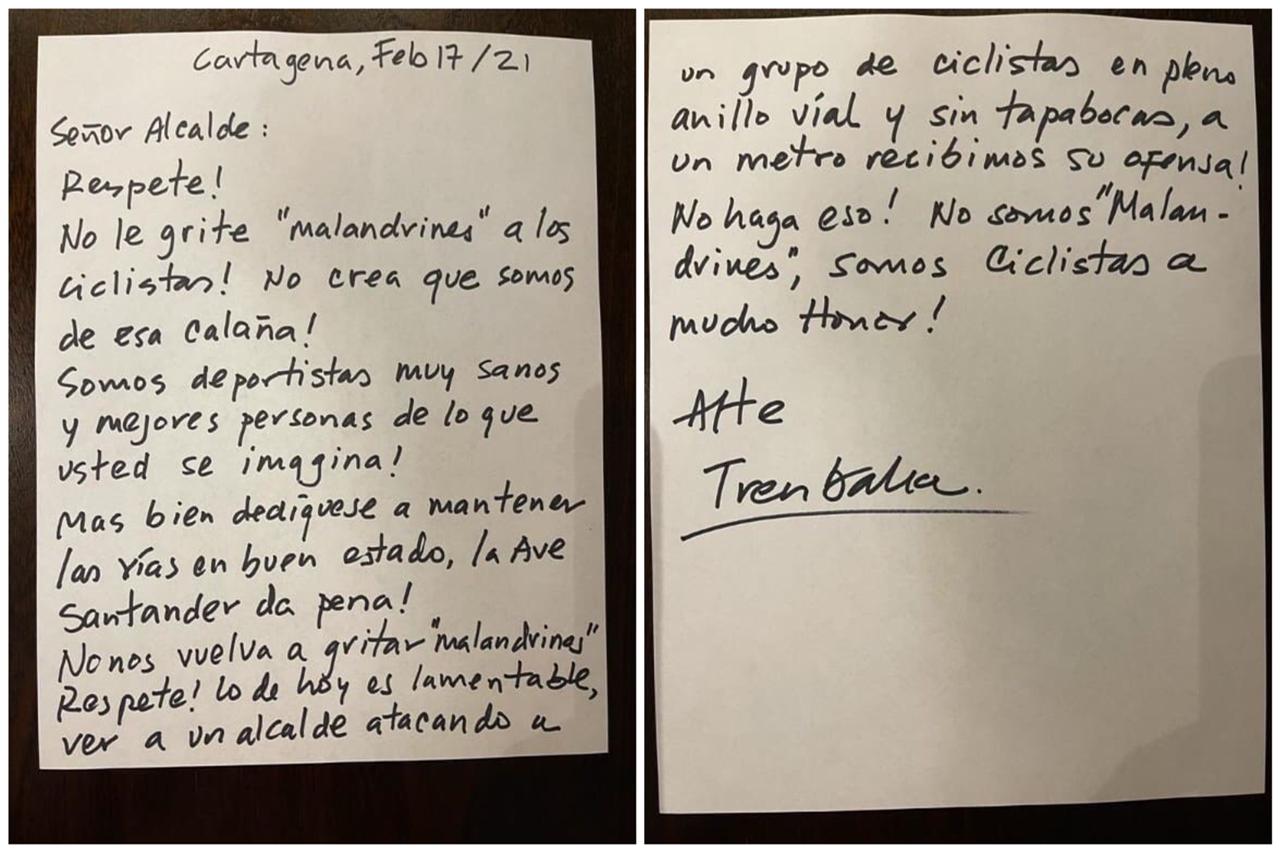 Cartagena, Feb 17/21
Señor Alcalde:
Respete!
No le grite "malandrines" a los
ciclistas! No crea que somos
de esa calaña!
Somos deportistas muy sanos
y mejores personas de lo que
usted se imagina!
Mas bien dedíquese a mantener
las vías en buen estado, la Ave
Santander da pena!
No nos vuelva a gritar "malandrines"
Respete! lo de hoy es lamentable,
ver a un alcalde atacando a
un grupo de ciclistas en pleno
anillo víal y sin tapabocas, a
un metro recibimos su ofensa!
No haga eso! No somos "Malan-
drines", somos Ciclistas a
mucho Honor!
Atte
Tren